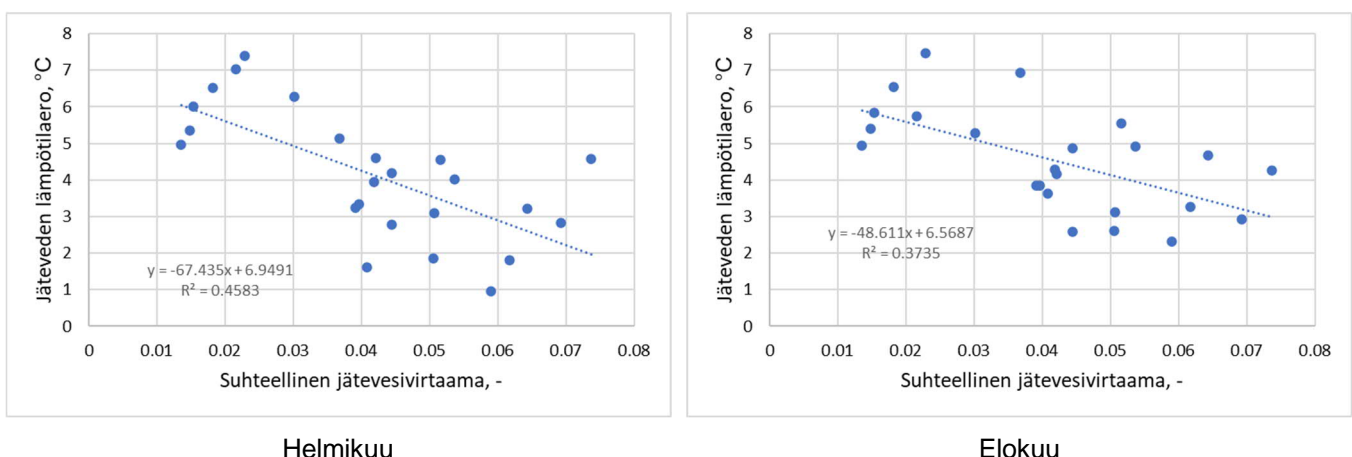 Jäteveden lämpötilaero, °C
8
7
6
5
4
3
2
1
0
y = -67.435x + 6.9491
R² = 0.4583
0 0.01 0.02 0.03 0.04 0.05 0.06 0.07 0.08
Suhteellinen jätevesivirtaama, -
Helmikuu
Jäteveden lämpötilaero, °C
8
7
6
5
4
3
2
1
0
y = -48.611x + 6.5687
R² = 0.3735
0 0.01 0.02 0.03 0.04 0.05 0.06 0.07 0.08
Suhteellinen jätevesivirtaama, -
Elokuu